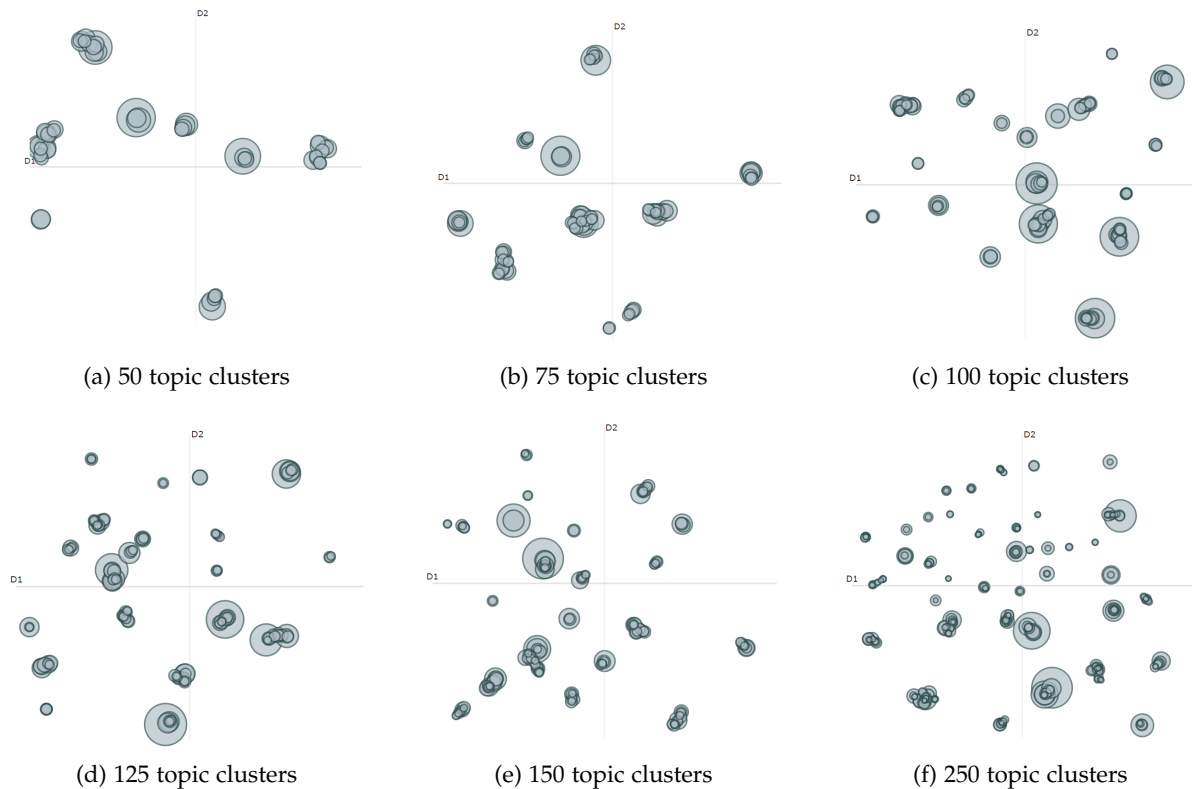 D2
D1
(a) 50 topic clusters
D2
D1
(b) 75 topic clusters
D2
D1
(c) 100 topic clusters
D2
D1
(d) 125 topic clusters
D2
D1
(e) 150 topic clusters
D2
D1
(f) 250 topic clusters